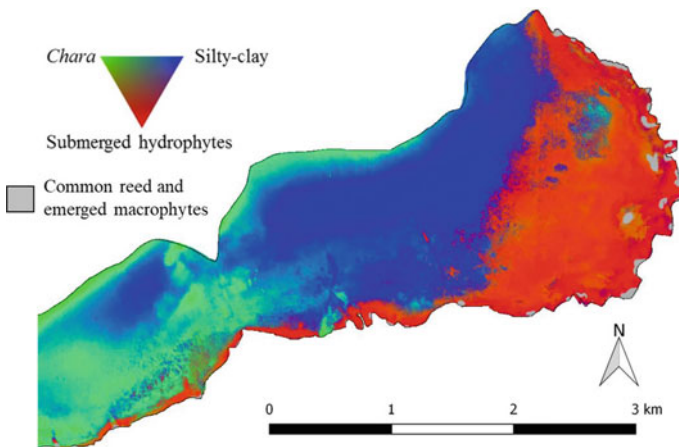 Chara
Silty-clay
Submerged hydrophytes
Common reed and
emerged macrophytes
N
0 1 2 3 km